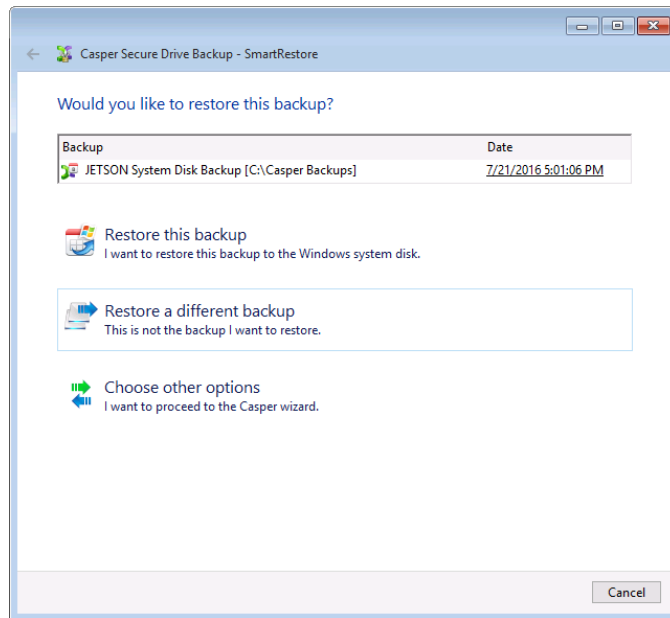 Casper Secure Drive Backup - SmartRestore
Would you like to restore this backup?
Backup Date
JETSON System Disk Backup [C:\Casper Backups] 7/21/2016 5:01:06 PM
Restore this backup
I want to restore this backup to the Windows system disk.
Restore a different backup
This is not the backup I want to restore.
Choose other options
I want to proceed to the Casper wizard.
Cancel